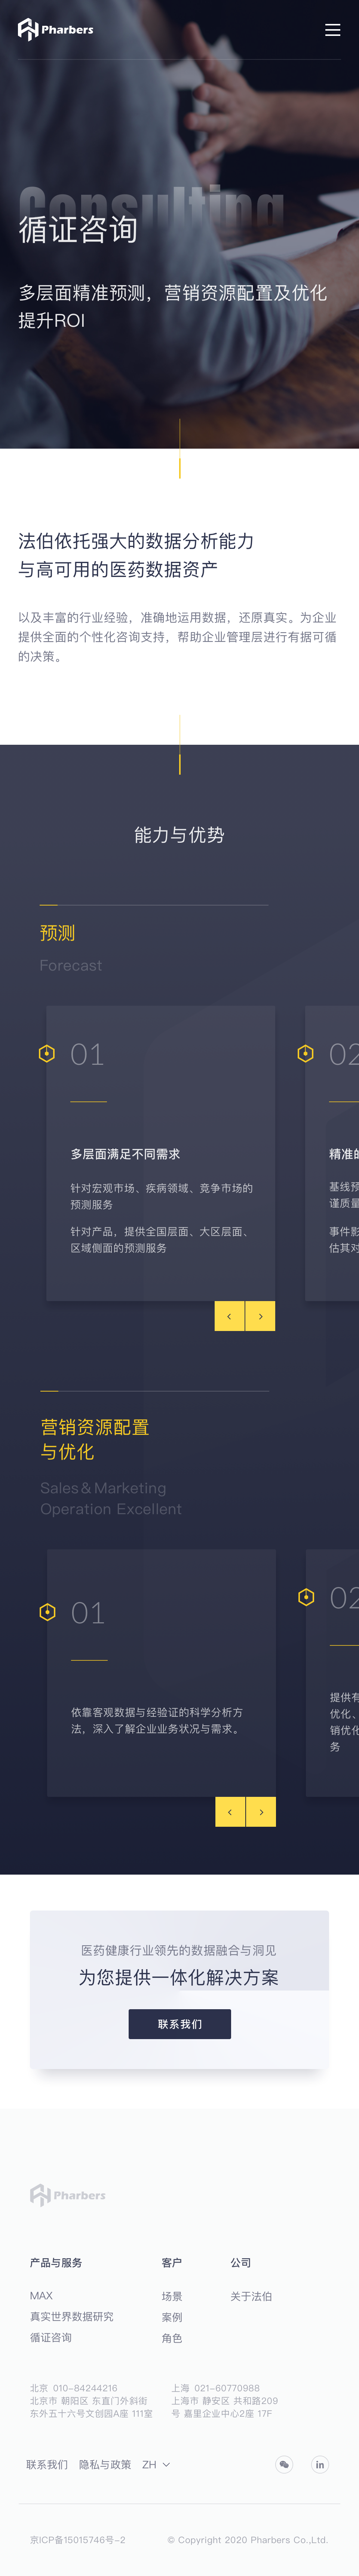 Pharbers
Consulting
循证咨询
多层面精准预测，营销资源配置及优化
提升ROI
法伯依托强大的数据分析能力
与高可用的医药数据资产
以及丰富的行业经验，准确地运用数据，还原真实。为企业
提供全面的个性化咨询支持，帮助企业管理层进行有据可循
的决策。
能力与优势
预测
Forecast
01
02
多层面满足不同需求
精准的
针对宏观市场、疾病领域、竞争市场的
预测服务
针对产品，提供全国层面、大区层面、
区域侧面的预测服务
基线预
谨质量
事件影
估其对
营销资源配置
与优化
Sales & Marketing
Operation Excellent
01
02
依靠客观数据与经验证的科学分析方
法，深入了解企业业务状况与需求。
提供有
优化、
销优化
务
医药健康行业领先的数据融合与洞见
为您提供一体化解决方案
联系我们
Pharbers
产品与服务
客户
公司
MAX
场景
关于法伯
真实世界数据研究
案例
循证咨询
角色
北京 010-84244216
北京市 朝阳区 东直门外斜街
东外五十六号文创园A座 111室
上海 021-60770988
上海市 静安区 共和路209
号 嘉里企业中心2座 17F
联系我们 隐私与政策 ZH
in
京ICP备15015746号-2
© Copyright 2020 Pharbers Co.,Ltd.